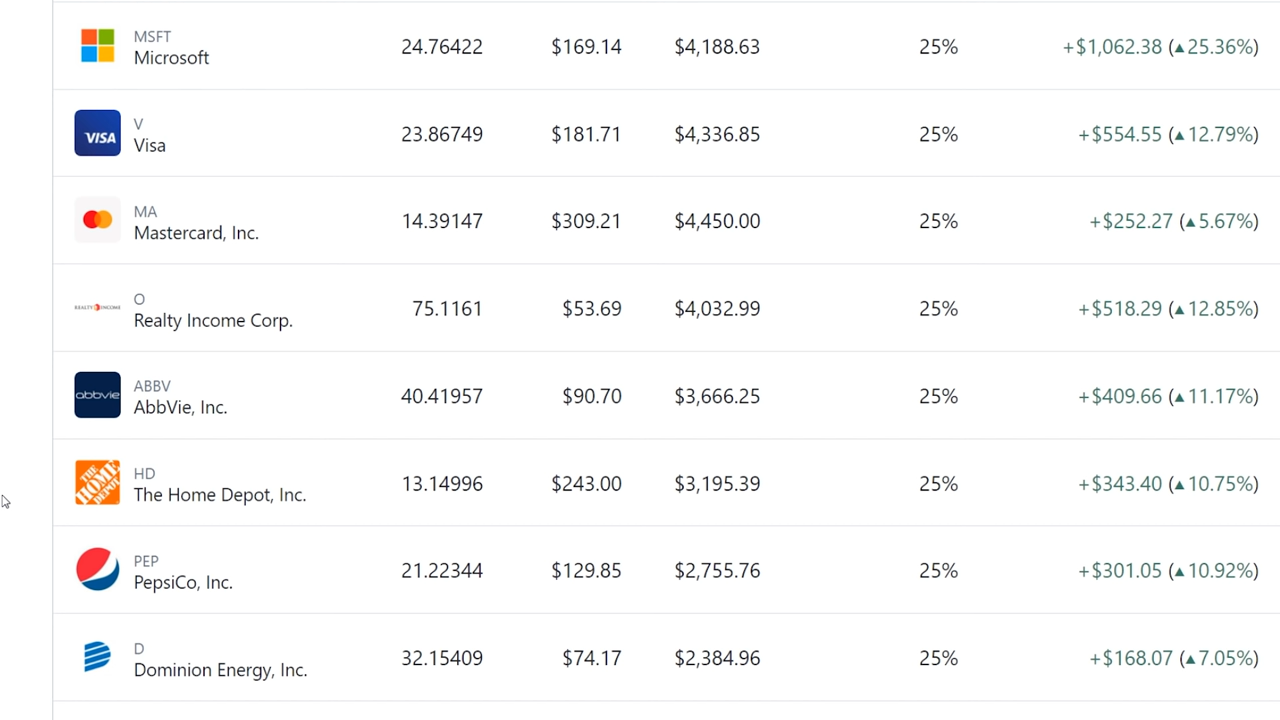 MSFT
Microsoft 24.76422 $169.14 $4,188.63 25% +$1,062.38 (▲25.36%)
VISA
V
Visa 23.86749 $181.71 $4,336.85 25% +$554.55 (▲12.79%)
MA
Mastercard, Inc. 14.39147 $309.21 $4,450.00 25% +$252.27 (▲5.67%)
REALTY INCOME
O
Realty Income Corp. 75.1161 $53.69 $4,032.99 25% +$518.29 (▲12.85%)
abbvie
ABBV
AbbVie, Inc. 40.41957 $90.70 $3,666.25 25% +$409.66 (▲11.17%)
THE HOME DEPOT
HD
The Home Depot, Inc. 13.14996 $243.00 $3,195.39 25% +$343.40 (▲10.75%)
PEP
PepsiCo, Inc. 21.22344 $129.85 $2,755.76 25% +$301.05 (▲10.92%)
D
Dominion Energy, Inc. 32.15409 $74.17 $2,384.96 25% +$168.07 (▲7.05%)